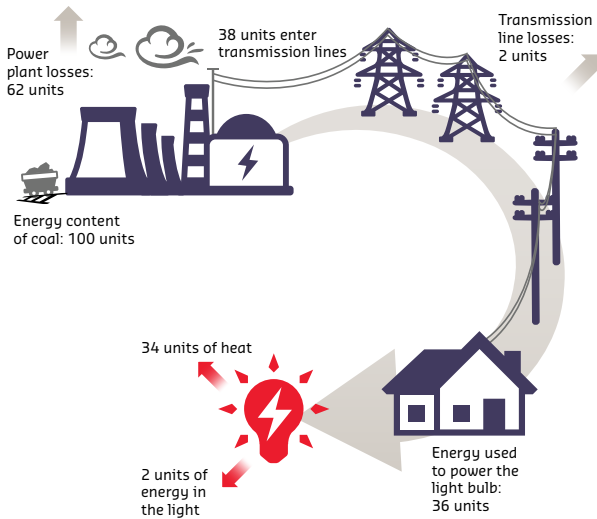 Power
plant losses:
62 units
38 units enter
transmission lines
Transmission
line losses:
2 units
Energy content
of coal: 100 units
34 units of heat
2 units of
energy in
the light
Energy used
to power the
light bulb:
36 units